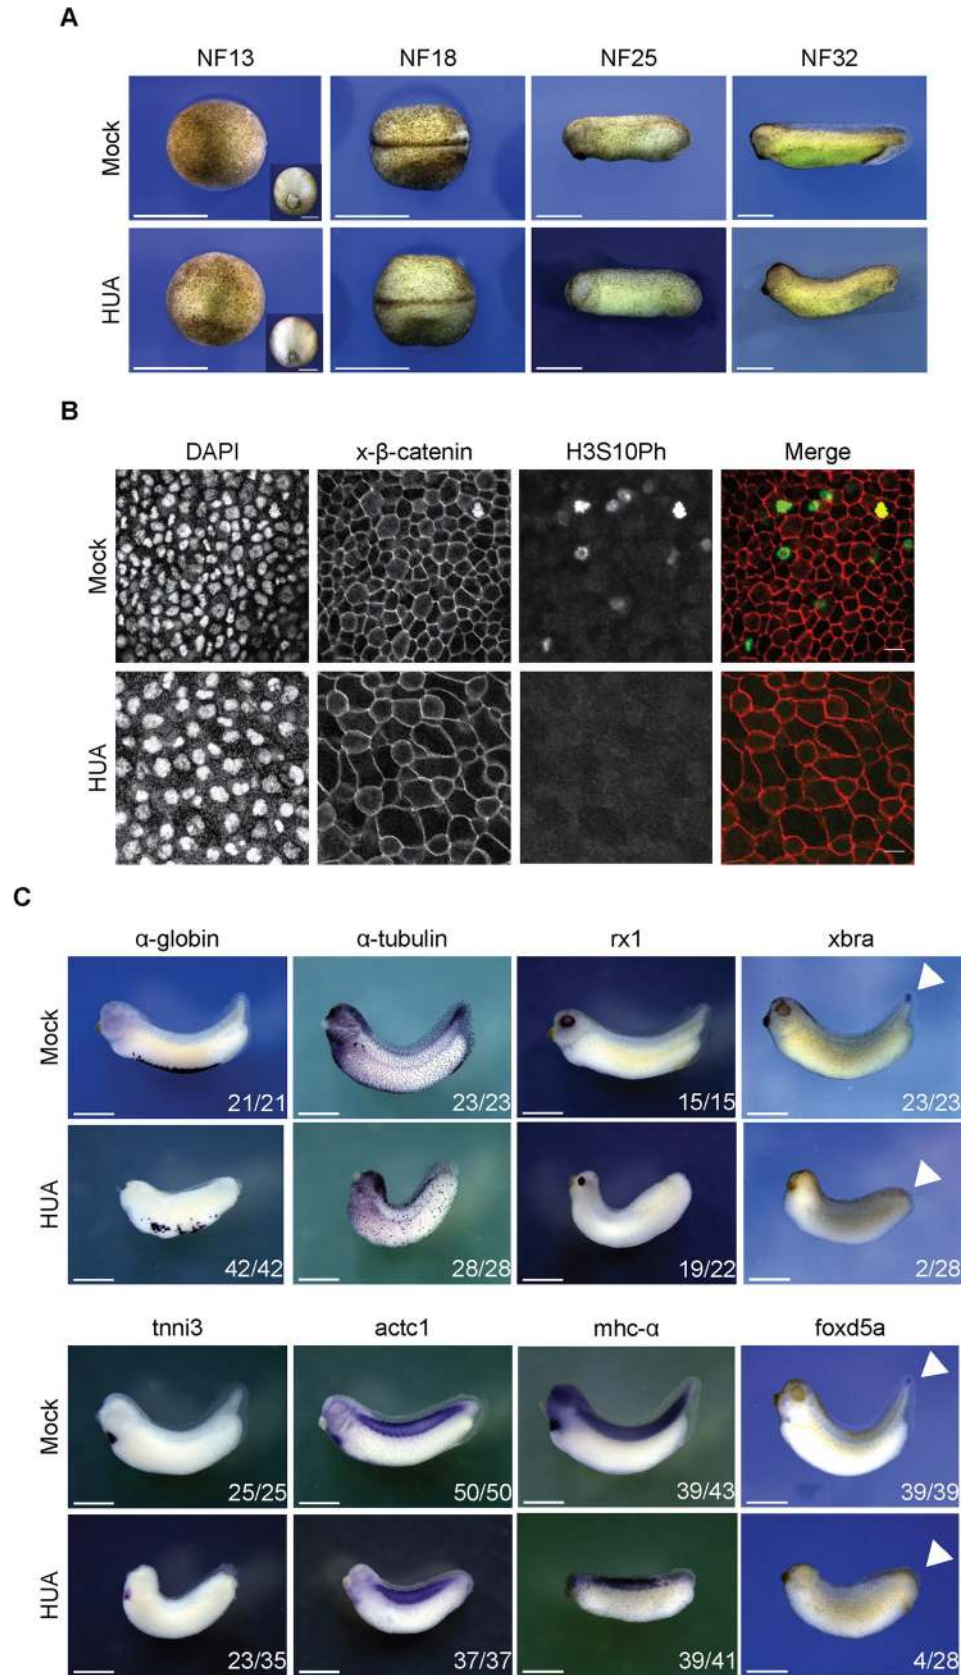 A
NF13 NF18 NF25 NF32
Mock
HUA
B
DAPI x-β-catenin H3S10Ph Merge
Mock
HUA
C
α-globin α-tubulin rx1 xbra
Mock
21/21 23/23 15/15 23/23
HUA
42/42 28/28 19/22 2/28
tnni3 actc1 mhc-α foxd5a
Mock
25/25 50/50 39/43 39/39
HUA
23/35 37/37 39/41 4/28